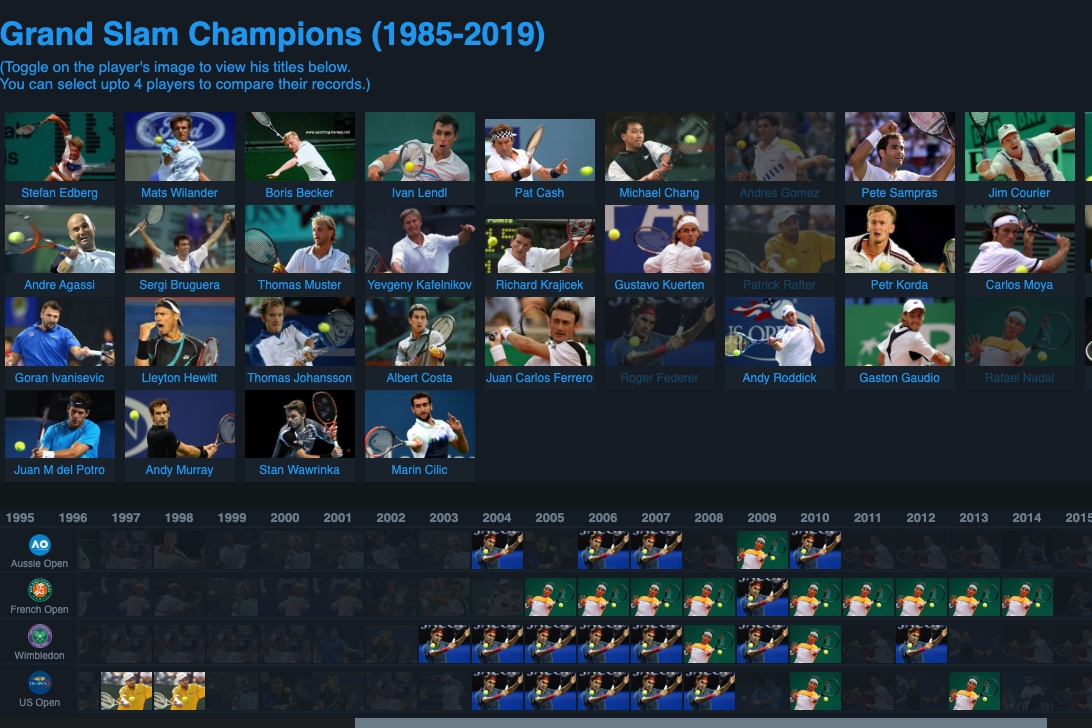 Grand Slam Champions (1985-2019)
(Toggle on the player's image to view his titles below.
You can select upto 4 players to compare their records.)
Ford
www.sporting-heroes.net
Stefan Edberg Mats Wilander Boris Becker Ivan Lendl Pat Cash Michael Chang Andres Gomez Pete Sampras Jim Courier
Andre Agassi Sergi Bruguera Thomas Muster Yevgeny Kafelnikov Richard Krajicek Gustavo Kuerten Patrick Rafter Petr Korda Carlos Moya
Goran Ivanisevic Lleyton Hewitt Thomas Johansson Albert Costa Juan Carlos Ferrero Roger Federer Andy Roddick Gaston Gaudio Rafael Nadal
Juan M del Potro Andy Murray Stan Wawrinka Marin Cilic
1995 1996 1997 1998 1999 2000 2001 2002 2003 2004 2005 2006 2007 2008 2009 2010 2011 2012 2013 2014 2015
AO
Aussie Open
French Open
Wimbledon
US Open